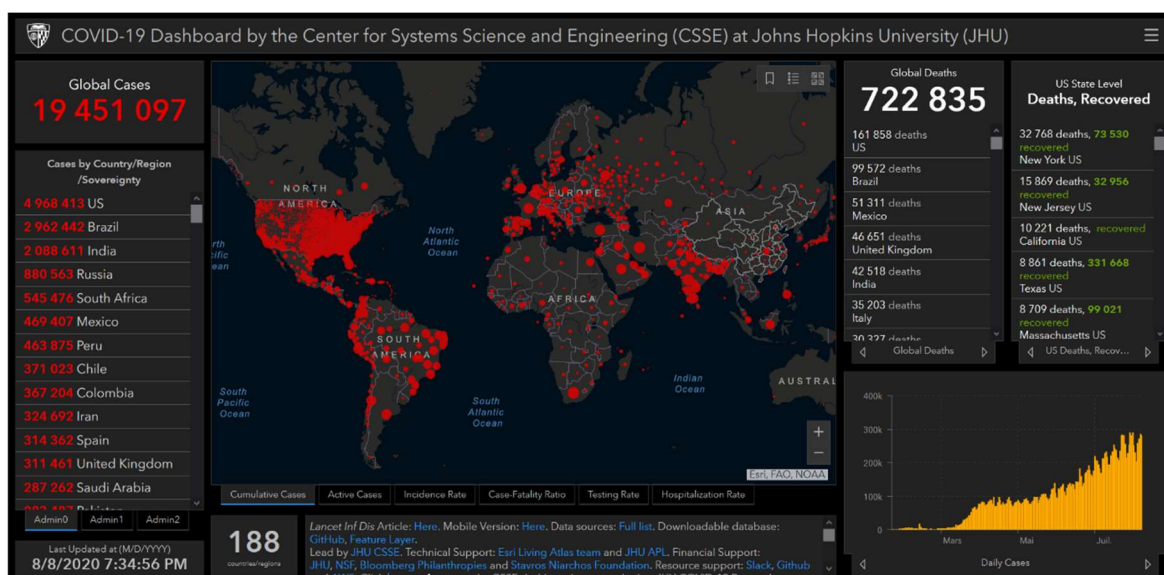 COVID-19 Dashboard by the Center for Systems Science and Engineering (CSSE) at Johns Hopkins University (JHU)
Global Cases
19 451 097
Cases by Country/Region
/Sovereignty
4 968 413 US
2 962 442 Brazil
2 088 611 India
880 563 Russia
545 476 South Africa
469 407 Mexico
463 875 Peru
371 023 Chile
367 204 Colombia
324 692 Iran
314 362 Spain
311 461 United Kingdom
287 262 Saudi Arabia
Admin0
Admin1
Admin2
Last Updated at (M/D/YYYY)
8/8/2020 7:34:56 PM
NORTH
AMERICA
North
Atlantic
Ocean
EUROPE
ASIA
AFRICA
SOUTH
AMERICA
South
Pacific
Ocean
South
Atlantic
Ocean
Indian
Ocean
AUSTRAL
+
−
Esri, FAO, NOAA
Cumulative Cases
Active Cases
Incidence Rate
Case-Fatality Ratio
Testing Rate
Hospitalization Rate
188
countries/regions
Lancet Inf Dis Article: Here. Mobile Version: Here. Data sources: Full list. Downloadable database:
GitHub, Feature Layer.
Lead by JHU CSSE. Technical Support: Esri Living Atlas team and JHU APL. Financial Support:
JHU, NSF, Bloomberg Philanthropies and Stavros Niarchos Foundation. Resource support: Slack, Github
Global Deaths
722 835
161 858 deaths
US
99 572 deaths
Brazil
51 311 deaths
Mexico
46 651 deaths
United Kingdom
42 518 deaths
India
35 203 deaths
Italy
30 327 deaths
Global Deaths
US State Level
Deaths, Recovered
32 768 deaths, 73 530
recovered
New York US
15 869 deaths, 32 956
recovered
New Jersey US
10 221 deaths, recovered
California US
8 861 deaths, 331 668
recovered
Texas US
8 709 deaths, 99 021
recovered
Massachusetts US
US Deaths, Recov...
400k
300k
200k
100k
0
Mars
Mai
Juil.
Daily Cases